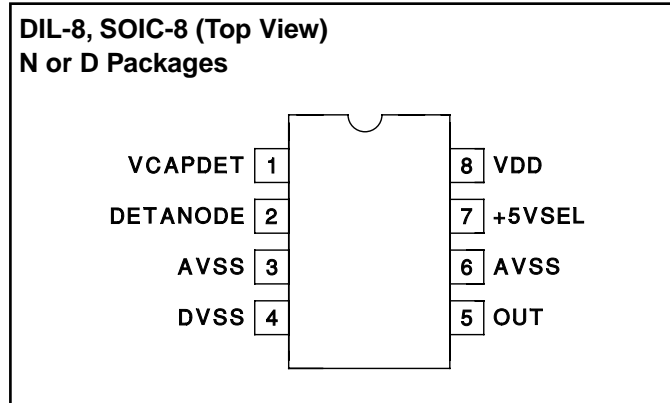 DIL-8, SOIC-8 (Top View)
N or D Packages
VCAPDET 1 8 VDD
DETANODE 2 7 +5VSEL
AVSS 3 6 AVSS
DVSS 4 5 OUT